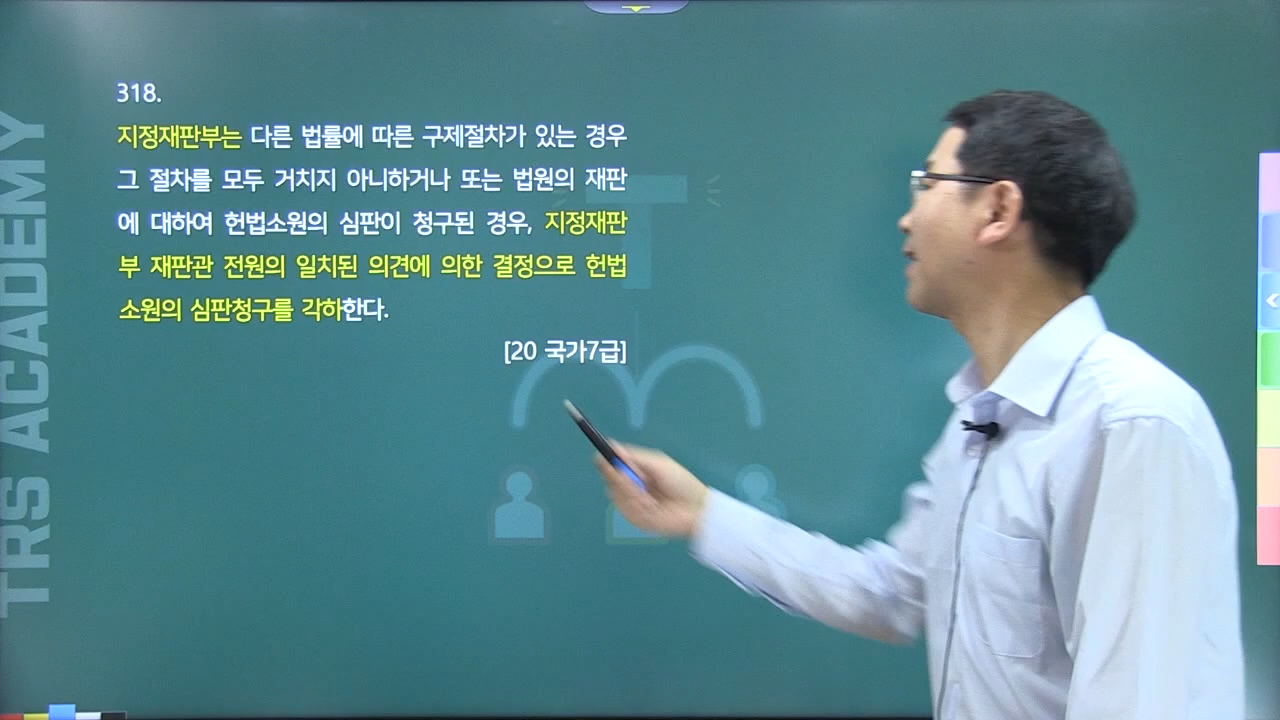 318.
지정재판부는 다른 법률에 따른 구제절차가 있는 경우
그 절차를 모두 거치지 아니하거나 또는 법원의 재판
에 대하여 헌법소원의 심판이 청구된 경우, 지정재판
부 재판관 전원의 일치된 의견에 의한 결정으로 헌법
소원의 심판청구를 각하한다.
[20 국가7급]
TRS ACADEMY